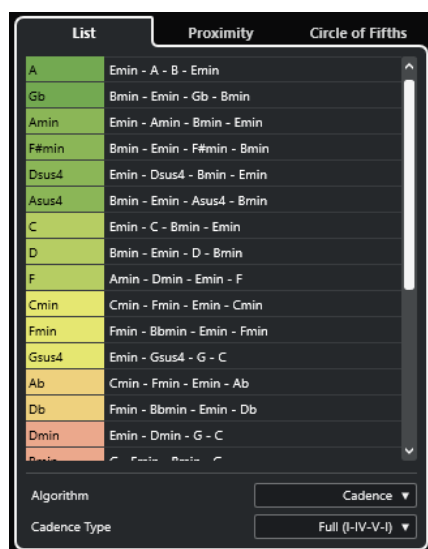 List Proximity Circle of Fifths
A Emin - A - B - Emin
Gb Bmin - Emin - Gb - Bmin
Amin Emin - Amin - Bmin - Emin
F#min Bmin - Emin - F#min - Bmin
Dsus4 Emin - Dsus4 - Bmin - Emin
Asus4 Bmin - Emin - Asus4 - Bmin
C Emin - C - Bmin - Emin
D Bmin - Emin - D - Bmin
F Amin - Dmin - Emin - F
Cmin Cmin - Fmin - Emin - Cmin
Fmin Fmin - Bbmin - Emin - Fmin
Gsus4 Emin - Gsus4 - G - C
Ab Cmin - Fmin - Emin - Ab
Db Fmin - Bbmin - Emin - Db
Dmin Emin - Dmin - G - C
Algorithm Cadence
Cadence Type Full (I-IV-V-I)